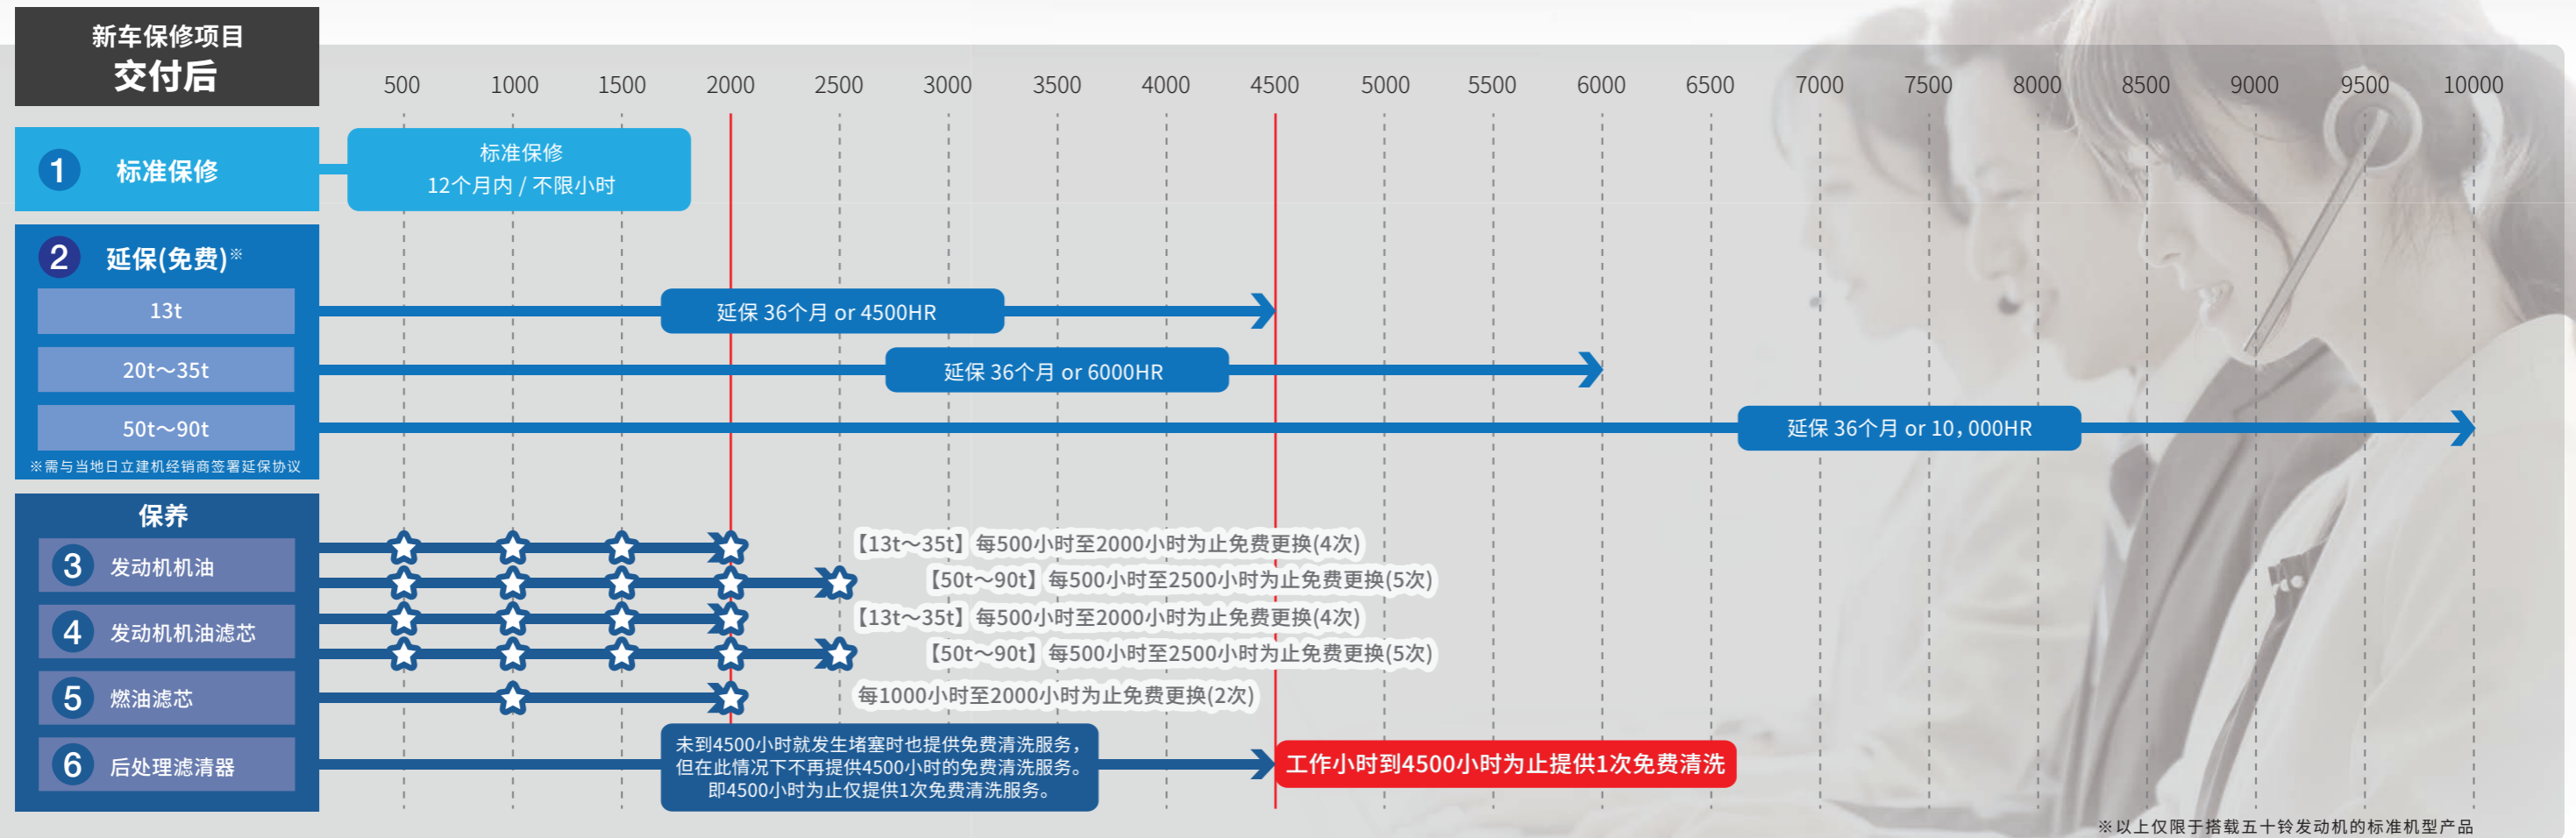 新车保修项目
交付后
500 1000 1500 2000 2500 3000 3500 4000 4500 5000 5500 6000 6500 7000 7500 8000 8500 9000 9500 10000
1 标准保修
标准保修
12个月内 / 不限小时
2 延保(免费)※
13t
延保 36个月 or 4500HR
20t～35t
延保 36个月 or 6000HR
50t～90t
延保 36个月 or 10，000HR
※需与当地日立建机经销商签署延保协议
保养
3 发动机机油
【13t～35t】每500小时至2000小时为止免费更换(4次)
【50t～90t】每500小时至2500小时为止免费更换(5次)
4 发动机机油滤芯
【13t～35t】每500小时至2000小时为止免费更换(4次)
【50t～90t】每500小时至2500小时为止免费更换(5次)
5 燃油滤芯
每1000小时至2000小时为止免费更换(2次)
6 后处理滤清器
未到4500小时就发生堵塞时也提供免费清洗服务，
但在此情况下不再提供4500小时的免费清洗服务。
即4500小时为止仅提供1次免费清洗服务。
工作小时到4500小时为止提供1次免费清洗
※以上仅限于搭载五十铃发动机的标准机型产品